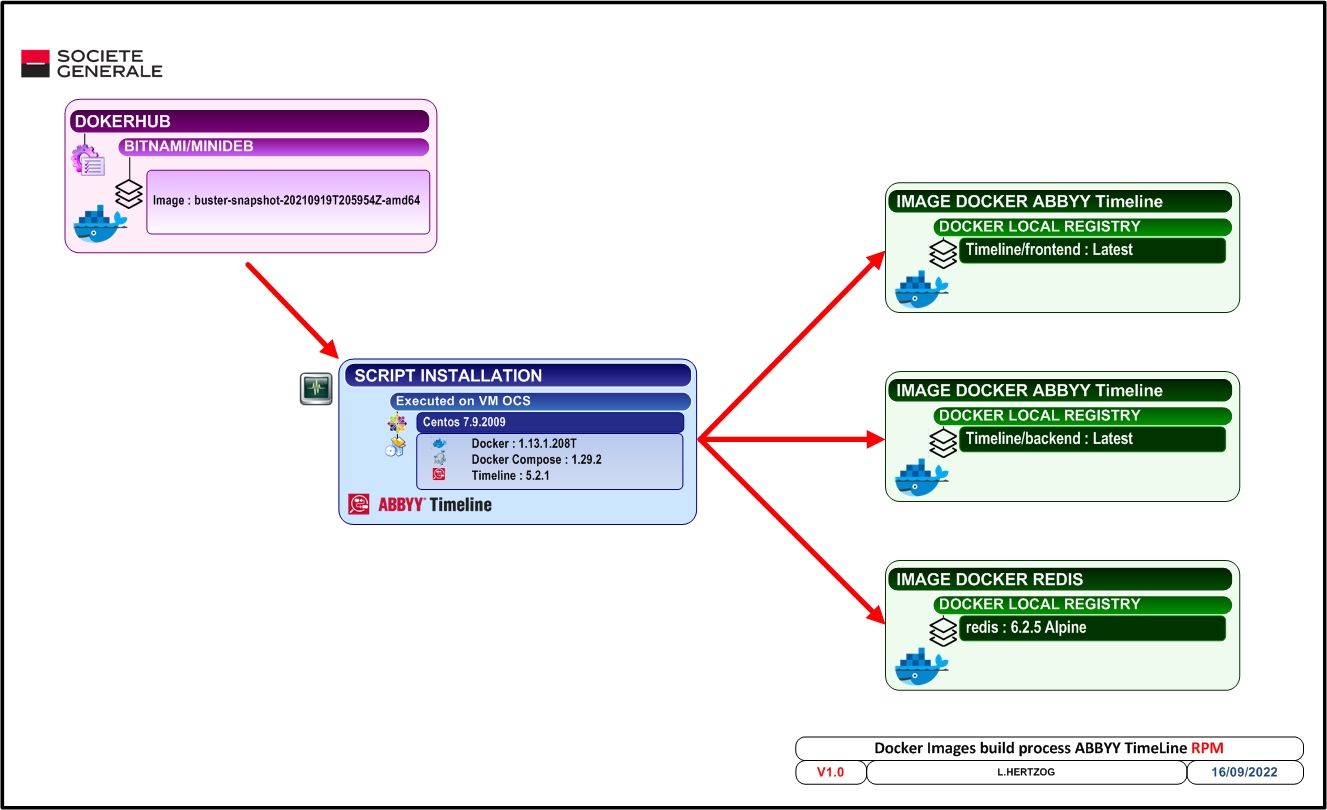 SOCIETE
GENERALE
DOKERHUB
BITNAMI/MINIDEB
Image : buster-snapshot-20210919T205954Z-amd64
SCRIPT INSTALLATION
Executed on VM OCS
Centos 7.9.2009
Docker : 1.13.1.208T
Docker Compose : 1.29.2
Timeline : 5.2.1
ABBYY Timeline
IMAGE DOCKER ABBYY Timeline
DOCKER LOCAL REGISTRY
Timeline/frontend : Latest
IMAGE DOCKER ABBYY Timeline
DOCKER LOCAL REGISTRY
Timeline/backend : Latest
IMAGE DOCKER REDIS
DOCKER LOCAL REGISTRY
redis : 6.2.5 Alpine
Docker Images build process ABBYY TimeLine RPM
V1.0 L.HERTZOG 16/09/2022